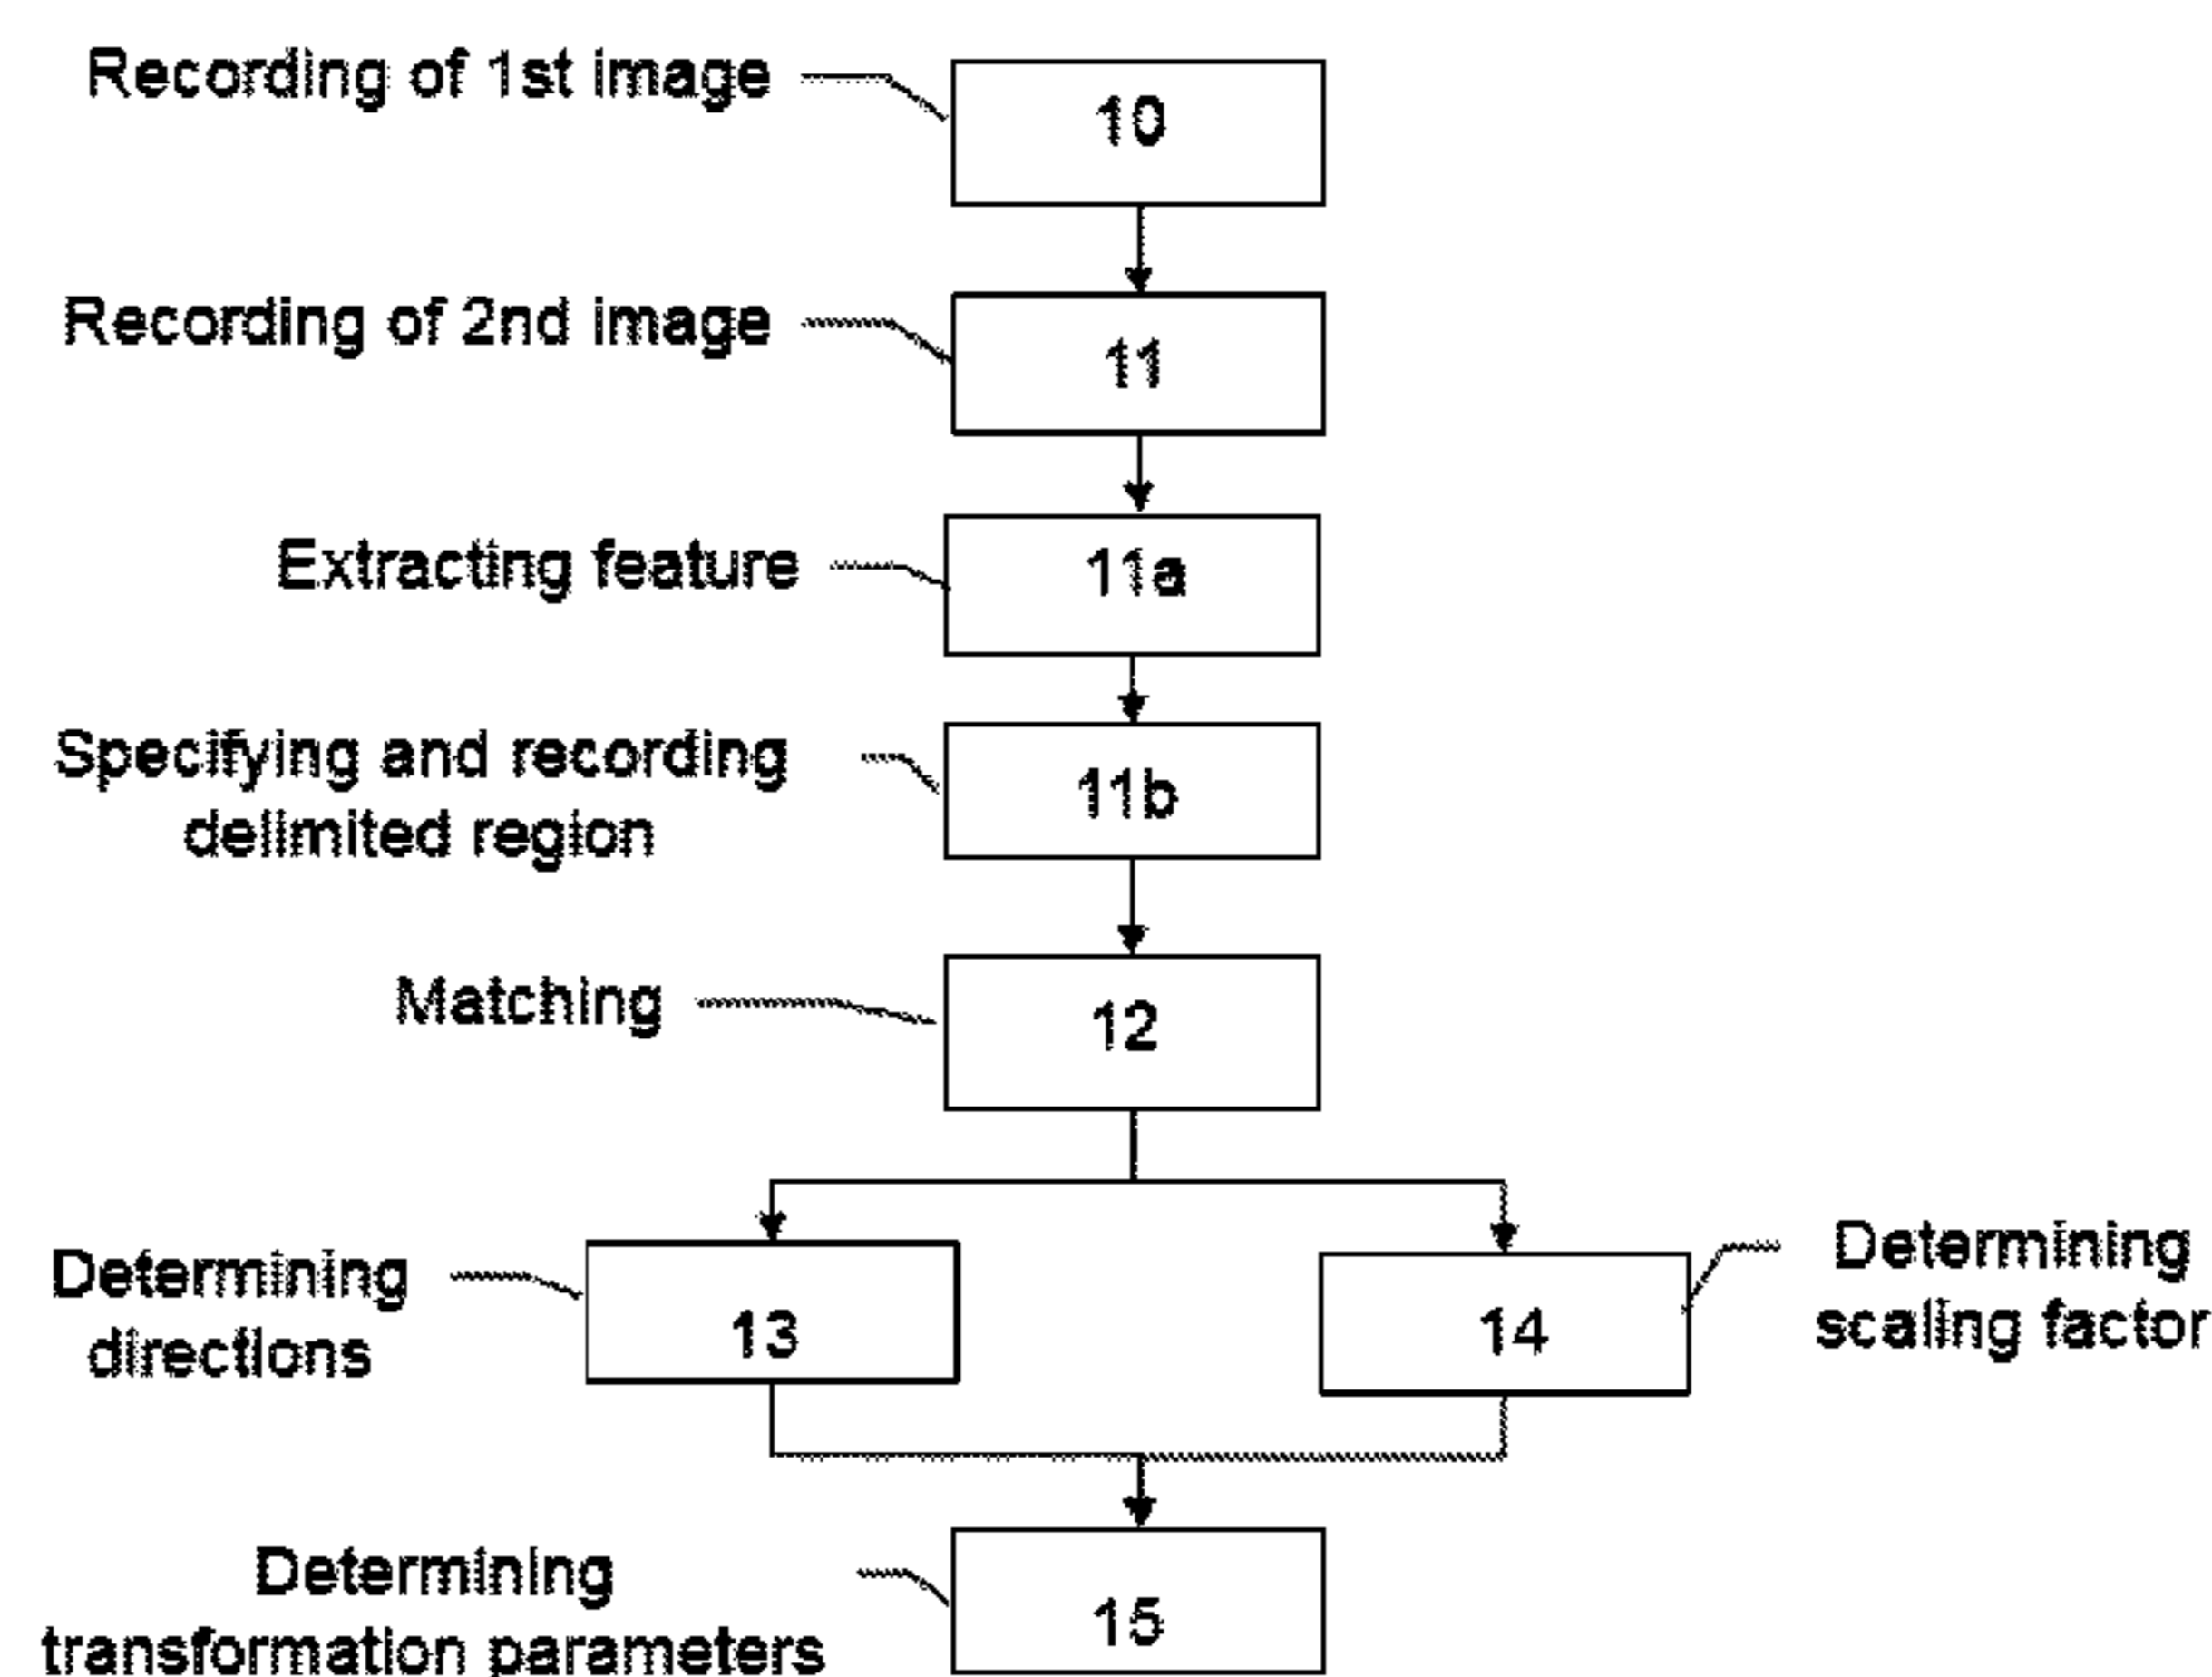 Recording of 1st image
10
Recording of 2nd image
11
Extracting feature
11a
Specifying and recording
delimited region
11b
Matching
12
Determining
directions
13
14
Determining
scaling factor
Determining
transformation parameters
15